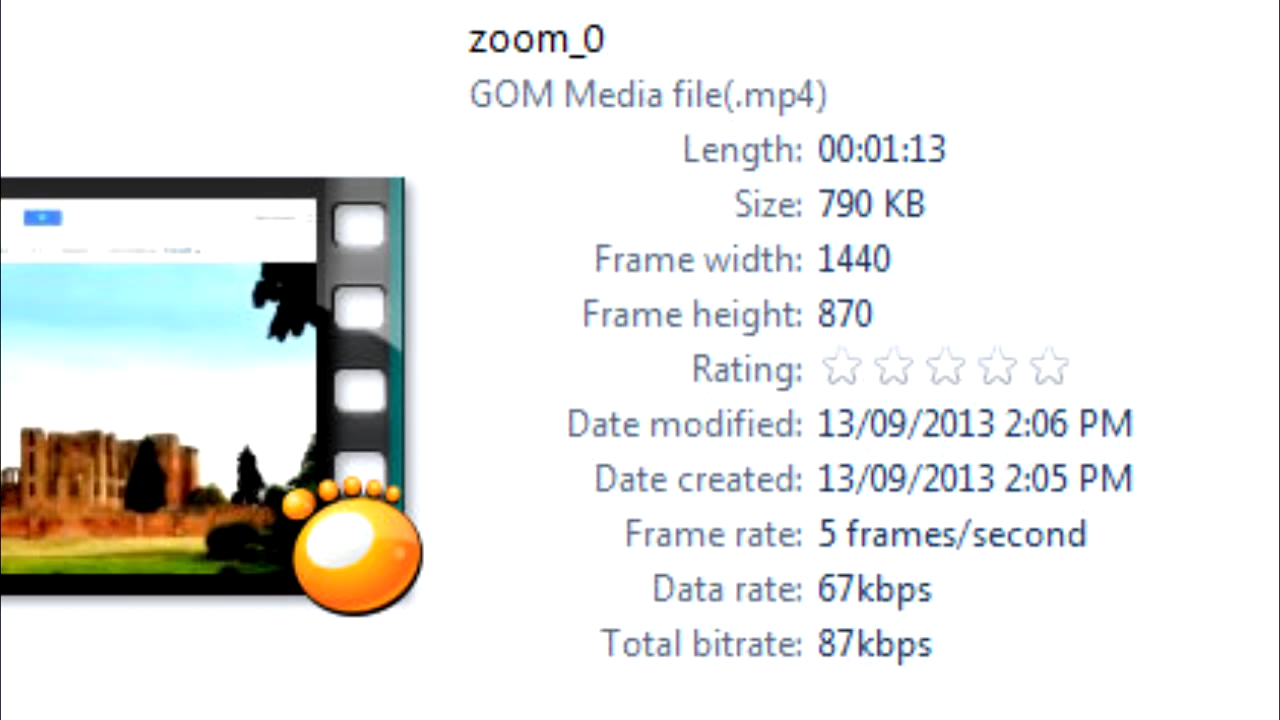 zoom_0
GOM Media file(.mp4)
Length: 00:01:13
Size: 790 KB
Frame width: 1440
Frame height: 870
Rating:
Date modified: 13/09/2013 2:06 PM
Date created: 13/09/2013 2:05 PM
Frame rate: 5 frames/second
Data rate: 67kbps
Total bitrate: 87kbps